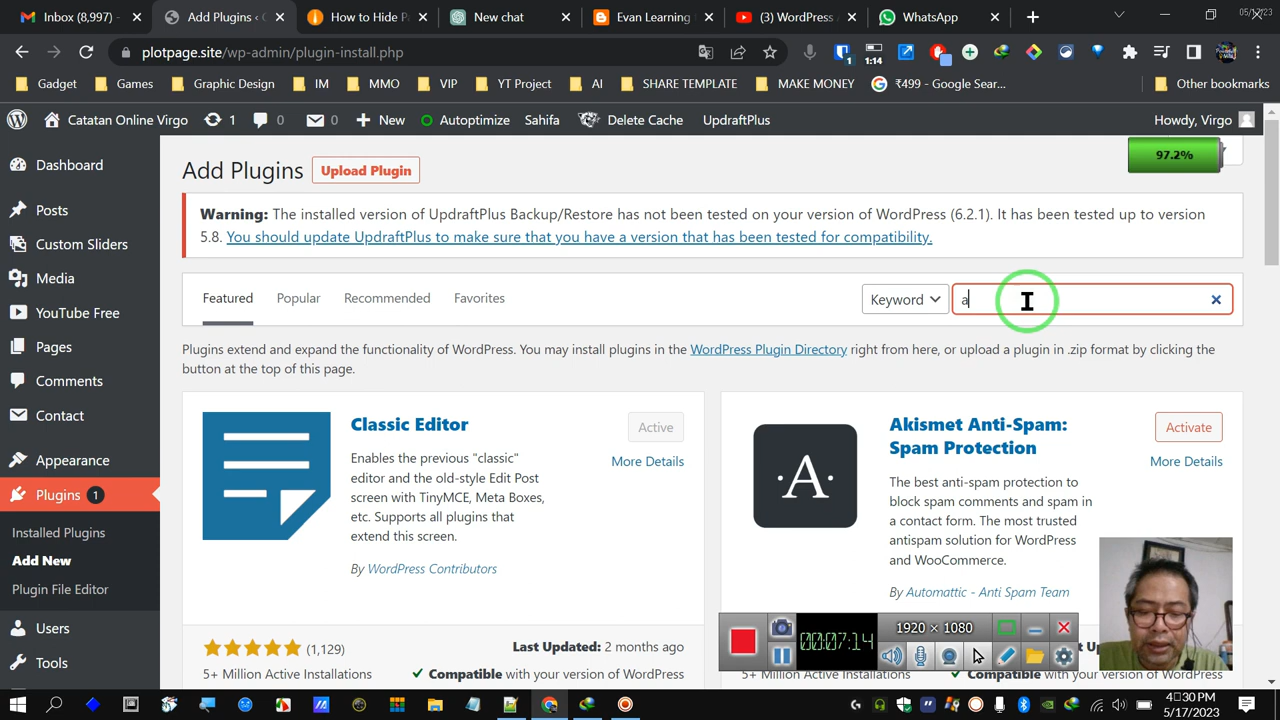 Inbox (8,997) -
Add Plugins ‹
How to Hide P
New chat
Evan Learning
(3) WordPress
WhatsApp
05/17/23
plotpage.site/wp-admin/plugin-install.php
1
1:14
Gadget
Games
Graphic Design
IM
MMO
VIP
YT Project
AI
SHARE TEMPLATE
MAKE MONEY
₹499 - Google Sear...
Other bookmarks
Catatan Online Virgo
1
0
0
New
Autoptimize
Sahifa
Delete Cache
UpdraftPlus
Howdy, Virgo
Dashboard
Posts
Custom Sliders
Media
YouTube Free
Pages
Comments
Contact
Appearance
Plugins 1
Installed Plugins
Add New
Plugin File Editor
Users
Tools
Add Plugins
Upload Plugin
97.2%
Warning: The installed version of UpdraftPlus Backup/Restore has not been tested on your version of WordPress (6.2.1). It has been tested up to version
5.8. You should update UpdraftPlus to make sure that you have a version that has been tested for compatibility.
Featured
Popular
Recommended
Favorites
Keyword
a
Plugins extend and expand the functionality of WordPress. You may install plugins in the WordPress Plugin Directory right from here, or upload a plugin in .zip format by clicking the
button at the top of this page.
Classic Editor
Active
More Details
Enables the previous "classic"
editor and the old-style Edit Post
screen with TinyMCE, Meta Boxes,
etc. Supports all plugins that
extend this screen.
By WordPress Contributors
(1,129)
5+ Million Active Installations
Last Updated: 2 months ago
Compatible with your version of WordPress
Akismet Anti-Spam:
Spam Protection
Activate
More Details
The best anti-spam protection to
block spam comments and spam in
a contact form. The most trusted
antispam solution for WordPress
and WooCommerce.
By Automattic - Anti Spam Team
5+ Million Active Installations
Compatible with your version of WordPress
00:07:14
1920 × 1080
4:30 PM
5/17/2023